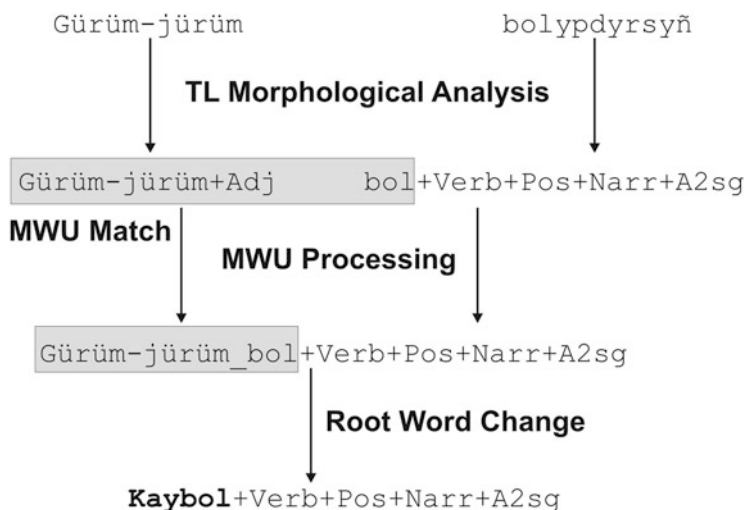 Gürüm-jürüm bolypdyrsyñ
TL Morphological Analysis
Gürüm-jürüm+Adj bol+Verb+Pos+Narr+A2sg
MWU Match
MWU Processing
Gürüm-jürüm_bol+Verb+Pos+Narr+A2sg
Root Word Change
Kaybol+Verb+Pos+Narr+A2sg